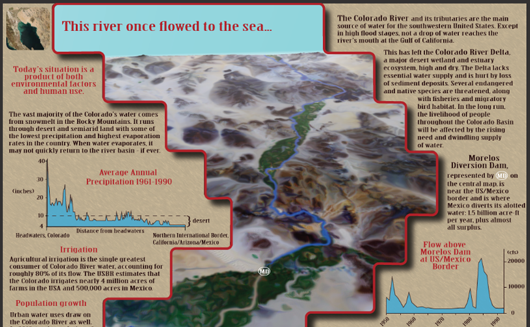 This river once flowed to the sea...
Today's situation is a
product of both
environmental factors
and human use.
The vast majority of the Colorado's water comes
from snowmelt in the Rocky Mountains. It runs
through desert and semiarid land with some of
the lowest precipitation and highest evaporation
rates in the country. When water evaporates, it
may not quickly return to the river basin - if ever.
Average Annual
Precipitation 1961-1990
40
(inches)
30
20
10
4
desert
Distance from headwaters
Headwaters, Colorado
Northern International Border,
California/Arizona/Mexico
Irrigation
Agricultural irrigation is the single greatest
consumer of Colorado River water, accounting for
roughly 80% of its flow. The USBR estimates that
the Colorado irrigates nearly 4 million acres of
farms in the USA and 500,000 acres in Mexico
Population growth
Urban water uses draw on
the Colorado River as well.
The Colorado River and its tributaries are the main
source of water for the southwestern United States. Except
in high flood stages, not a drop of water reaches the
river's mouth at the Gulf of California.
This has left the Colorado River Delta,
a major desert wetland and estuary
ecosystem, high and dry. The Delta lacks
essential water supply and is hurt by loss
of sediment deposits. Several endangered
and native species are threatened, along
with fisheries and migratory
bird habitat. In the long run,
the livelihood of people
throughout the Colorado Basin
will be affected by the rising
need and dwindling supply
of water.
Morelos
Diversion Dam,
represented by MD on
the central map, is
near the US/Mexico
border and is where
Mexico diverts its alloted
water: 1.5 billion acre-ft
per year, plus almost
all surplus.
MD
Flow above
Morelos Dam
at US/Mexico
Border
(cfs)
20000
10000
1950
1960
1970
1980
1990